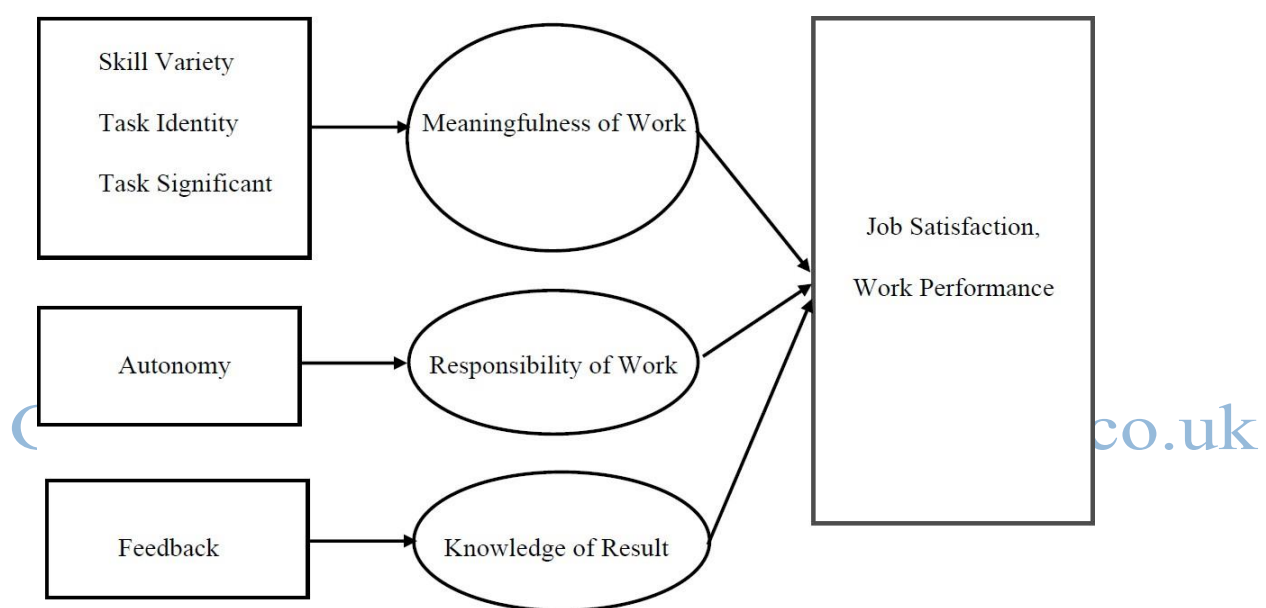 Skill Variety
Task Identity
Task Significant
Meaningfulness of Work
Job Satisfaction,
Work Performance
Autonomy
Responsibility of Work
co.uk
Feedback
Knowledge of Result